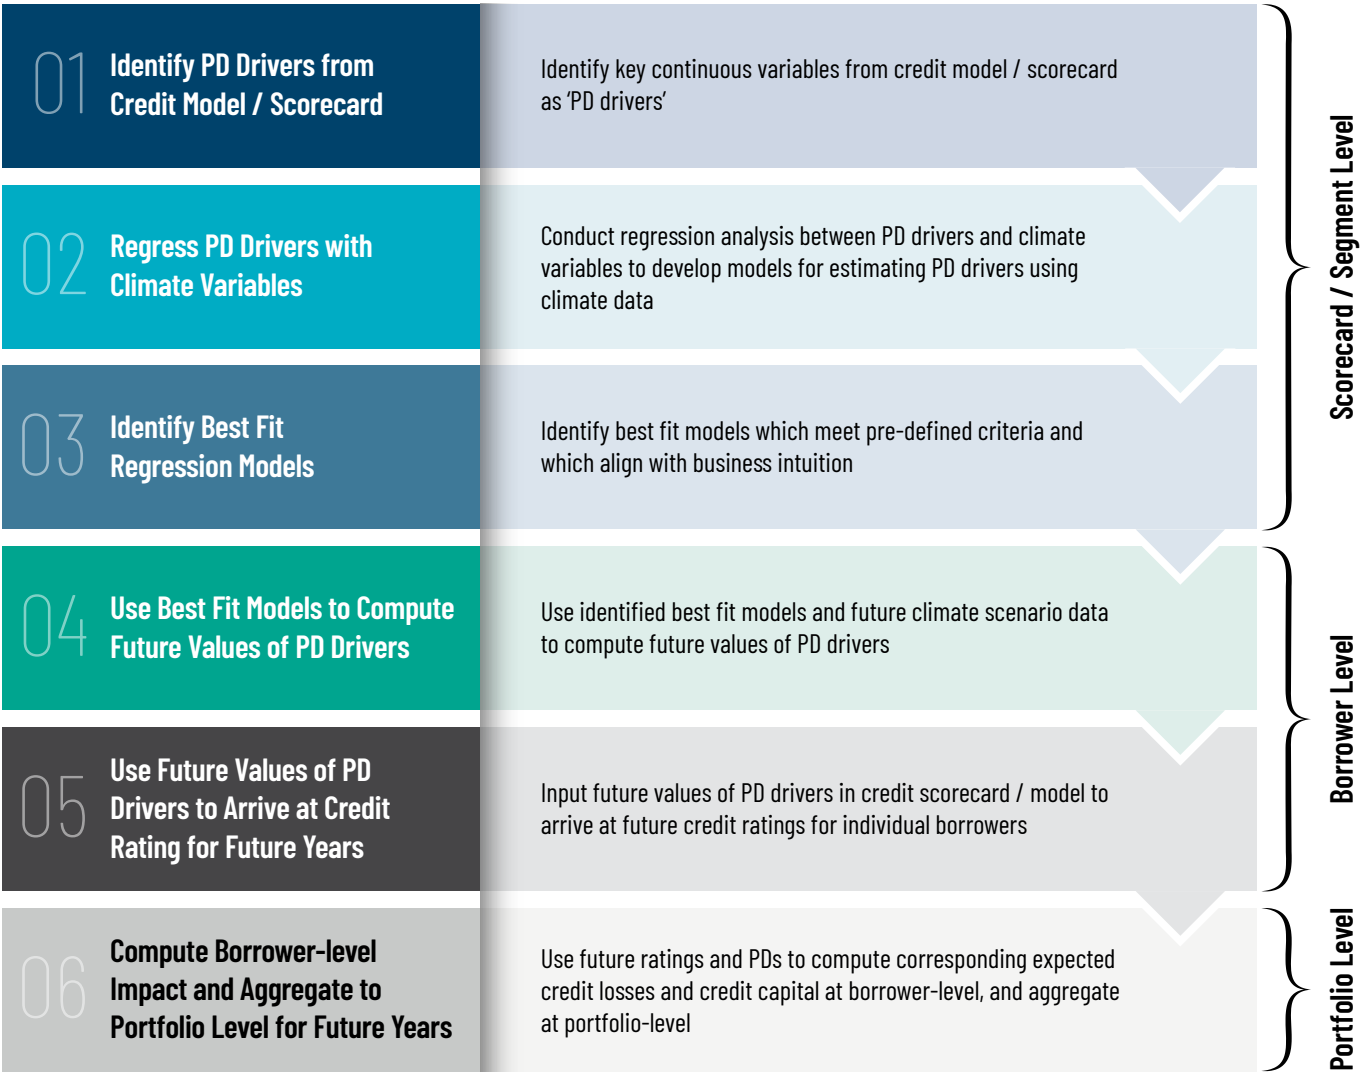 01
Identify PD Drivers from
Credit Model / Scorecard
Identify key continuous variables from credit model / scorecard
as ‘PD drivers’
02
Regress PD Drivers with
Climate Variables
Conduct regression analysis between PD drivers and climate
variables to develop models for estimating PD drivers using
climate data
03
Identify Best Fit
Regression Models
Identify best fit models which meet pre-defined criteria and
which align with business intuition
Scorecard / Segment Level
04
Use Best Fit Models to Compute
Future Values of PD Drivers
Use identified best fit models and future climate scenario data
to compute future values of PD drivers
05
Use Future Values of PD
Drivers to Arrive at Credit
Rating for Future Years
Input future values of PD drivers in credit scorecard / model to
arrive at future credit ratings for individual borrowers
Borrower Level
06
Compute Borrower-level
Impact and Aggregate to
Portfolio Level for Future Years
Use future ratings and PDs to compute corresponding expected
credit losses and credit capital at borrower-level, and aggregate
at portfolio-level
Portfolio Level